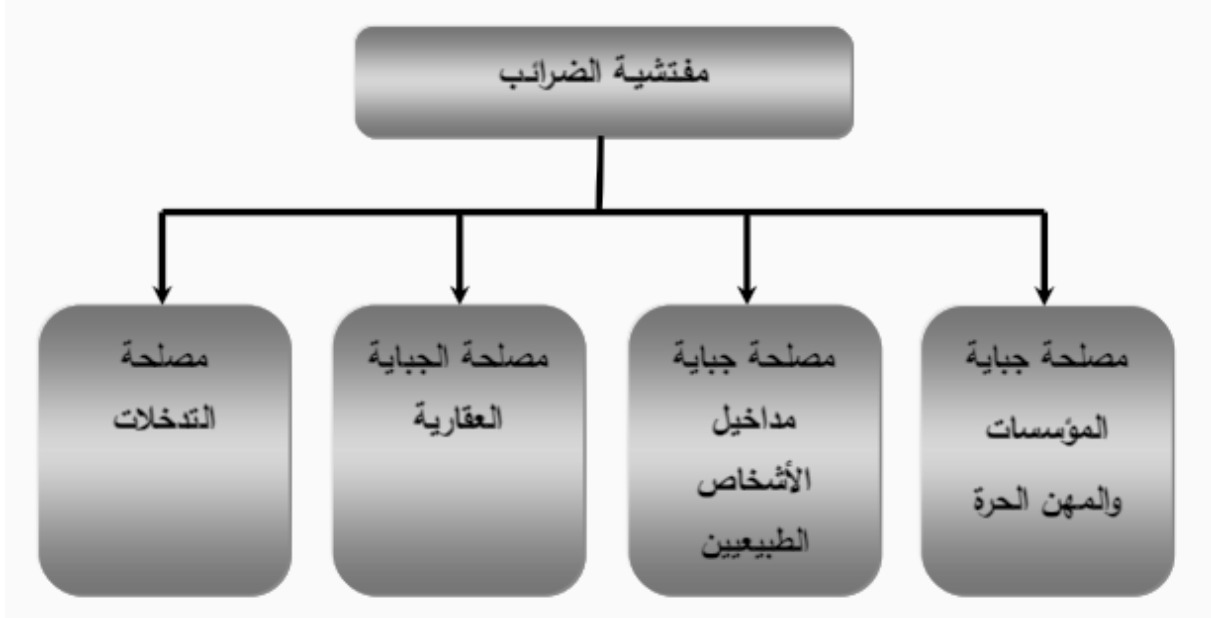 مفتشية الضرائب
مصلحة جباية
المؤسسات
والمهن الحرة
مصلحة جباية
مداخيل
الأشخاص
الطبيعيين
مصلحة الجباية
العقارية
مصلحة
التدخلات